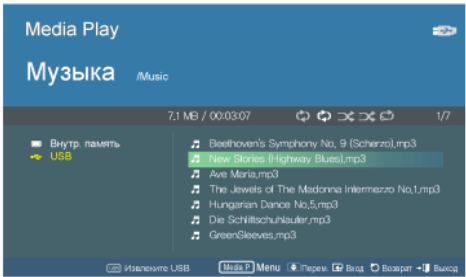 Media Play
Музыка /Music
7,1 MB / 00:03:07 1/7
Внутр. память
USB
Beethoven's Symphony No, 9 (Scherzo),mp3
New Stories (Highway Blues),mp3
Ave Maria,mp3
The Jewels of The Madonna Intermezzo No,1,mp3
Hungarian Dance No,5,mp3
Die Schlittschuhlaufer,mp3
GreenSleeves,mp3
Извлеките USB Media.P Menu Перем. Вход Возврат Выход